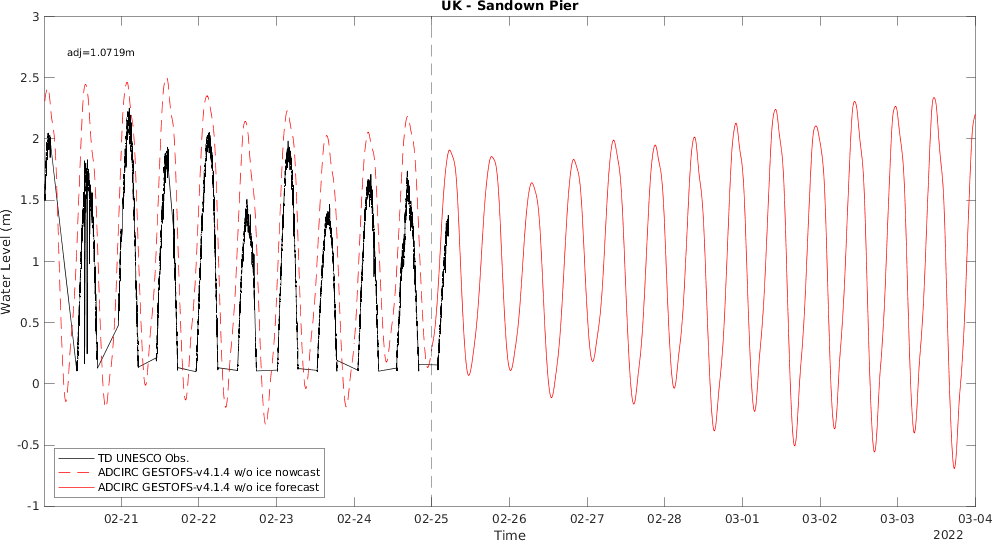 UK - Sandown Pier
adj=1.0719m
Water Level (m)
3
2.5
2
1.5
1
0.5
0
-0.5
-1
TD UNESCO Obs.
ADCIRC GESTOFS-v4.1.4 w/o ice nowcast
ADCIRC GESTOFS-v4.1.4 w/o ice forecast
02-21 02-22 02-23 02-24 02-25 02-26 02-27 02-28 03-01 03-02 03-03 03-04
Time
2022